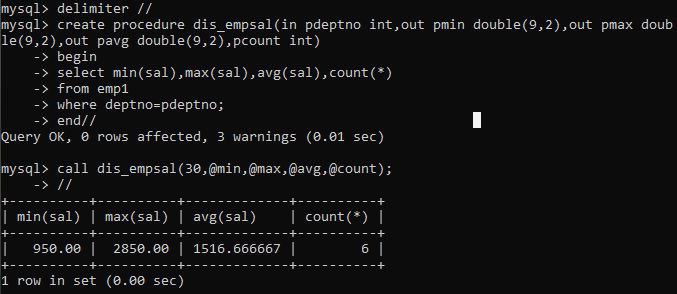 mysql> delimiter //
mysql> create procedure dis_empsal(in pdeptno int,out pmin double(9,2),out pmax doub
le(9,2),out pavg double(9,2),pcount int)
    -> begin
    -> select min(sal),max(sal),avg(sal),count(*)
    -> from emp1
    -> where deptno=pdeptno;
    -> end//
Query OK, 0 rows affected, 3 warnings (0.01 sec)
mysql> call dis_empsal(30,@min,@max,@avg,@count);
    -> //
+----------+----------+-------------+----------+
| min(sal) | max(sal) | avg(sal)    | count(*) |
+----------+----------+-------------+----------+
|   950.00 |  2850.00 | 1516.666667 |        6 |
+----------+----------+-------------+----------+
1 row in set (0.00 sec)